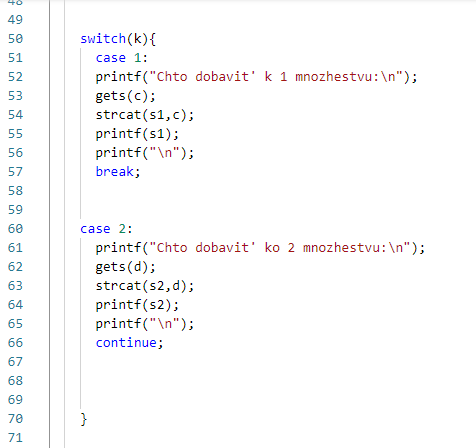 48
49
50 switch(k){
51 case 1:
52 printf("Chto dobavit' k 1 mnozhestvu:\n");
53 gets(c);
54 strcat(s1,c);
55 printf(s1);
56 printf("\n");
57 break;
58
59
60 case 2:
61 printf("Chto dobavit' ko 2 mnozhestvu:\n");
62 gets(d);
63 strcat(s2,d);
64 printf(s2);
65 printf("\n");
66 continue;
67
68
69
70 }
71